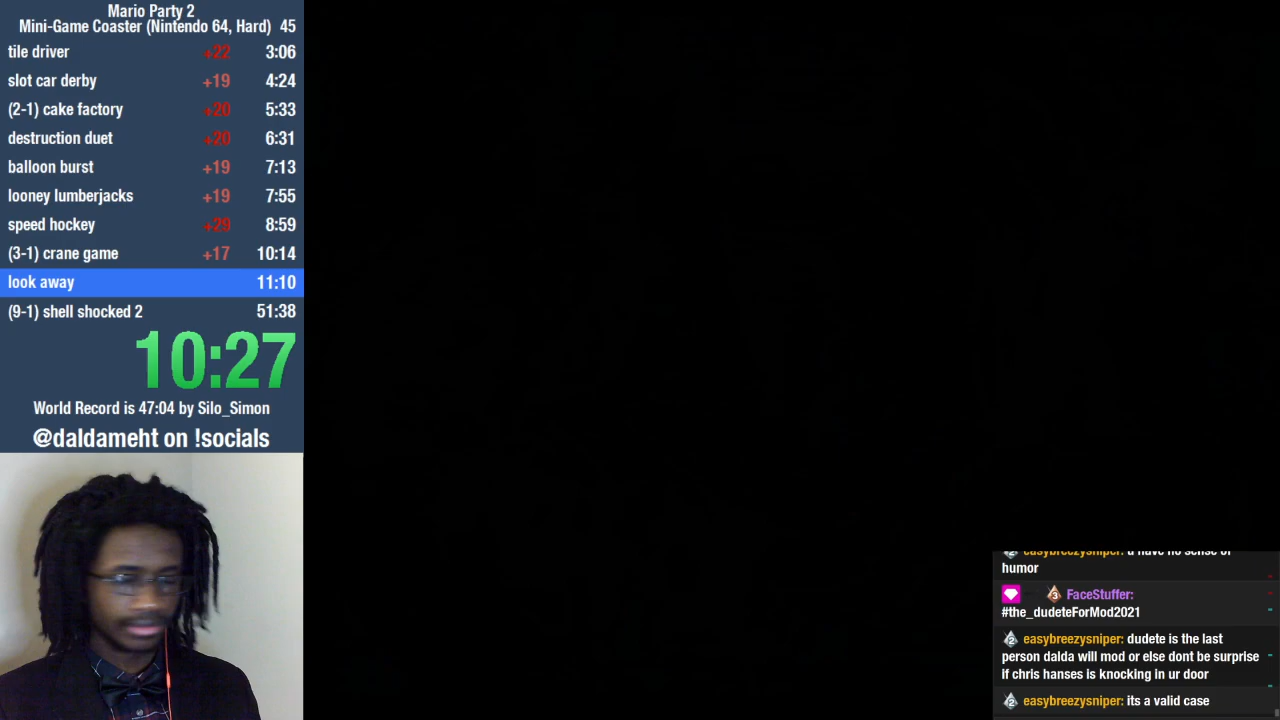 Mario Party 2
Mini-Game Coaster (Nintendo 64, Hard) 45
tile driver +22 3:06
slot car derby +19 4:24
(2-1) cake factory +20 5:33
destruction duet +20 6:31
balloon burst +19 7:13
looney lumberjacks +19 7:55
speed hockey +29 8:59
(3-1) crane game +17 10:14
look away 11:10
(9-1) shell shocked 2 51:38
10:27
World Record is 47:04 by Silo_Simon
@daldameht on !socials
easybreezysniper: u have no sense of
humor
FaceStuffer:
#the_dudeteForMod2021
easybreezysniper: dudete is the last
person dalda will mod or else dont be surprise
if chris hanses is knocking in ur door
easybreezysniper: its a valid case